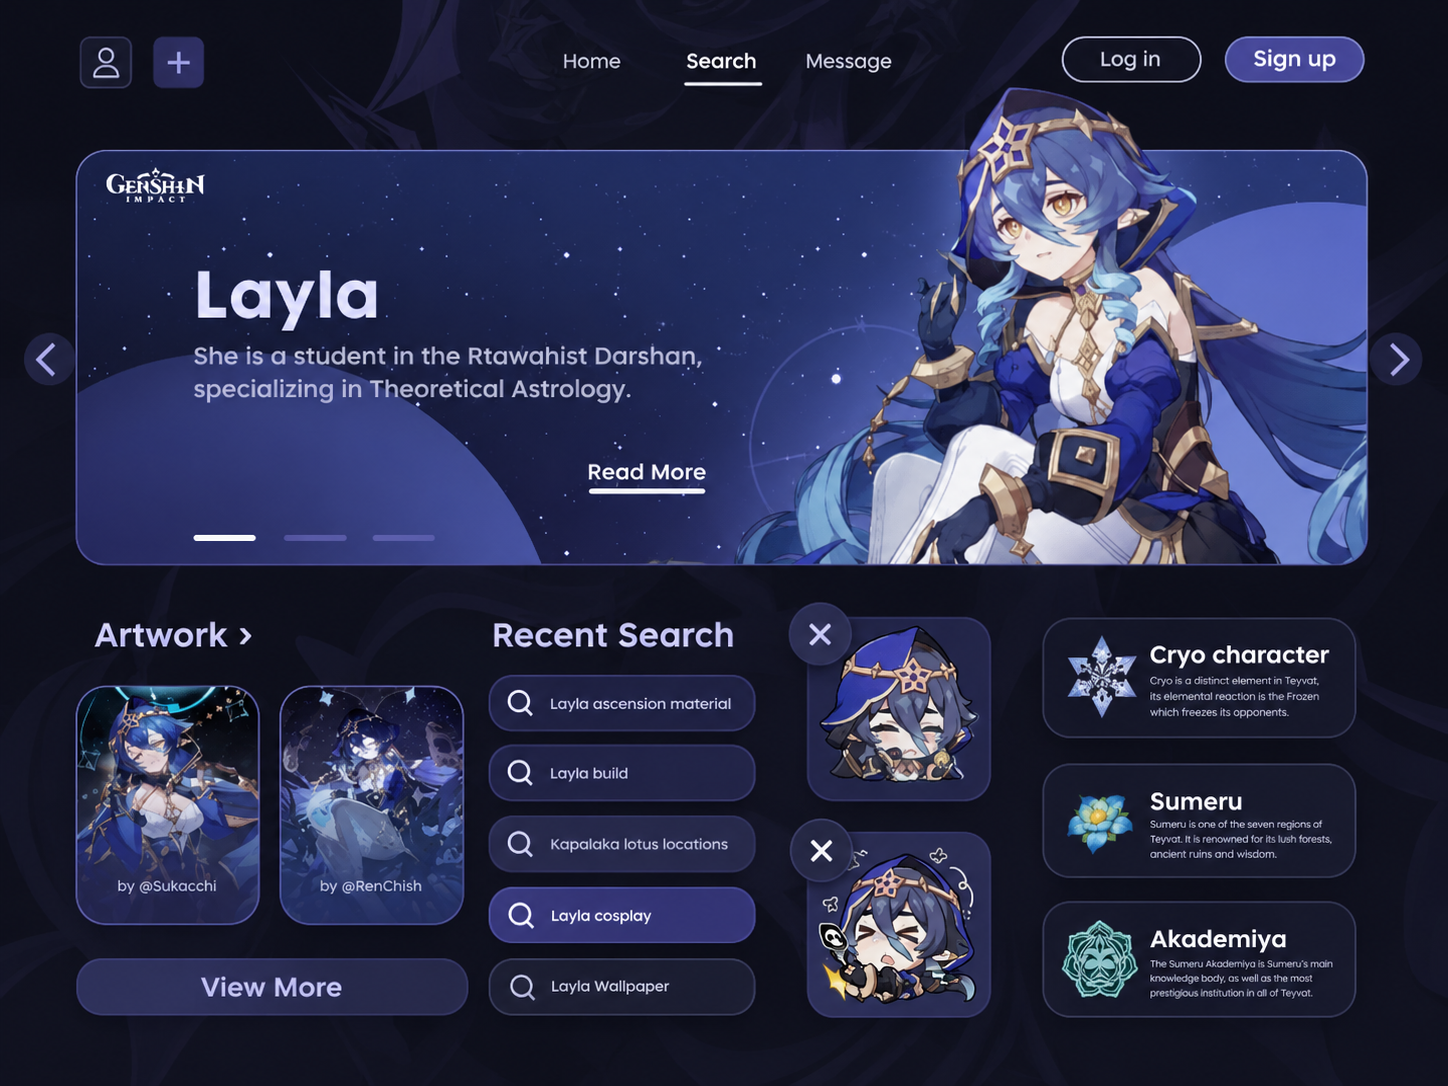 Home
Search
Message
Log in
Sign up
GENSHIN
IMPACT
Layla
She is a student in the Rtawahist Darshan,
specializing in Theoretical Astrology.
Read More
Artwork ›
by @Sukacchi
by @RenChish
View More
Recent Search
Layla ascension material
Layla build
Kapalaka lotus locations
Layla cosplay
Layla Wallpaper
Cryo character
Cryo is a distinct element in Teyvat,
its elemental reaction is the Frozen
which freezes its opponents.
Sumeru
Sumeru is one of the seven regions of
Teyvat. It is renowned for its lush forests,
ancient ruins and wisdom.
Akademiya
The Sumeru Akademiya is Sumeru's main
knowledge body, as well as the most
prestigious institution in all of Teyvat.